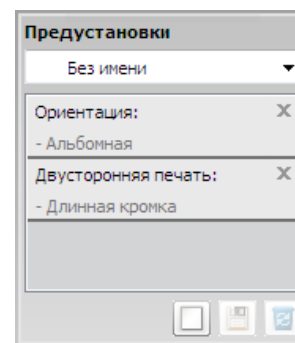 Предустановки
Без имени
Ориентация:
- Альбомная
Двусторонняя печать:
- Длинная кромка